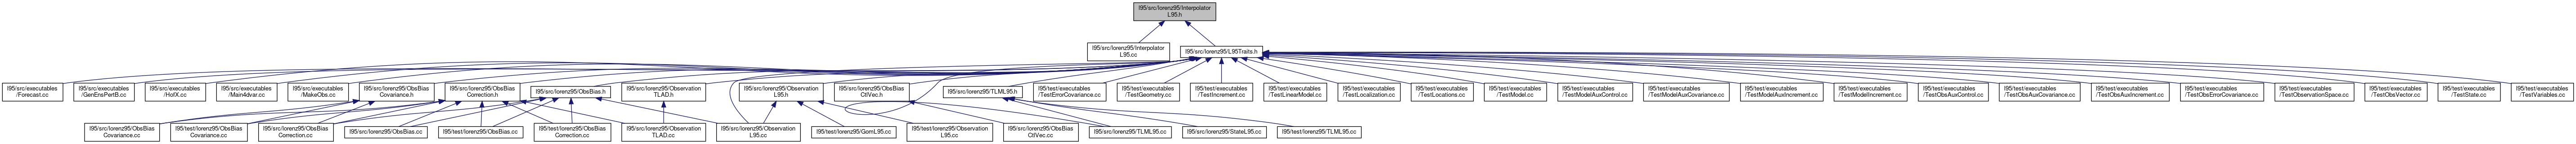 l95/src/lorenz95/Interpolator
L95.h
l95/src/lorenz95/Interpolator
L95.cc
l95/src/lorenz95/L95Traits.h
l95/src/executables
/Forecast.cc
l95/src/executables
/GenEnsPertB.cc
l95/src/executables
/HofX.cc
l95/src/executables
/Main4dvar.cc
l95/src/executables
/MakeObs.cc
l95/src/lorenz95/ObsBias
Covariance.h
l95/src/lorenz95/ObsBias
Correction.h
l95/src/lorenz95/ObsBias.h
l95/src/lorenz95/Observation
TLAD.h
l95/src/lorenz95/Observation
L95.h
l95/src/lorenz95/ObsBias
CtlVec.h
l95/src/lorenz95/TLML95.h
l95/test/executables
/TestErrorCovariance.cc
l95/test/executables
/TestGeometry.cc
l95/test/executables
/TestIncrement.cc
l95/test/executables
/TestLinearModel.cc
l95/test/executables
/TestLocalization.cc
l95/test/executables
/TestLocations.cc
l95/test/executables
/TestModel.cc
l95/test/executables
/TestModelAuxControl.cc
l95/test/executables
/TestModelAuxCovariance.cc
l95/test/executables
/TestModelAuxIncrement.cc
l95/test/executables
/TestModelIncrement.cc
l95/test/executables
/TestObsAuxControl.cc
l95/test/executables
/TestObsAuxCovariance.cc
l95/test/executables
/TestObsAuxIncrement.cc
l95/test/executables
/TestObsErrorCovariance.cc
l95/test/executables
/TestObservationSpace.cc
l95/test/executables
/TestObsVector.cc
l95/test/executables
/TestState.cc
l95/test/executables
/TestVariables.cc
l95/src/lorenz95/ObsBias
Covariance.cc
l95/test/lorenz95/ObsBias
Covariance.cc
l95/src/lorenz95/ObsBias
Correction.cc
l95/src/lorenz95/ObsBias.cc
l95/test/lorenz95/ObsBias.cc
l95/test/lorenz95/ObsBias
Correction.cc
l95/src/lorenz95/Observation
TLAD.cc
l95/src/lorenz95/Observation
L95.cc
l95/test/lorenz95/GomL95.cc
l95/test/lorenz95/Observation
L95.cc
l95/src/lorenz95/ObsBias
CtlVec.cc
l95/src/lorenz95/TLML95.cc
l95/src/lorenz95/StateL95.cc
l95/test/lorenz95/TLML95.cc